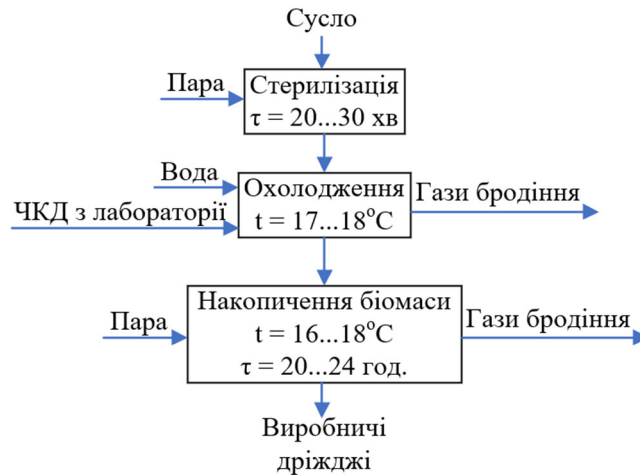 Сусло
Пара
Стерилізація
τ = 20...30 хв
Вода
ЧКД з лабораторії
Охолодження
t = 17...18°С
Гази бродіння
Пара
Накопичення біомаси
t = 16...18°С
τ = 20...24 год.
Гази бродіння
Виробничі
дріжджі